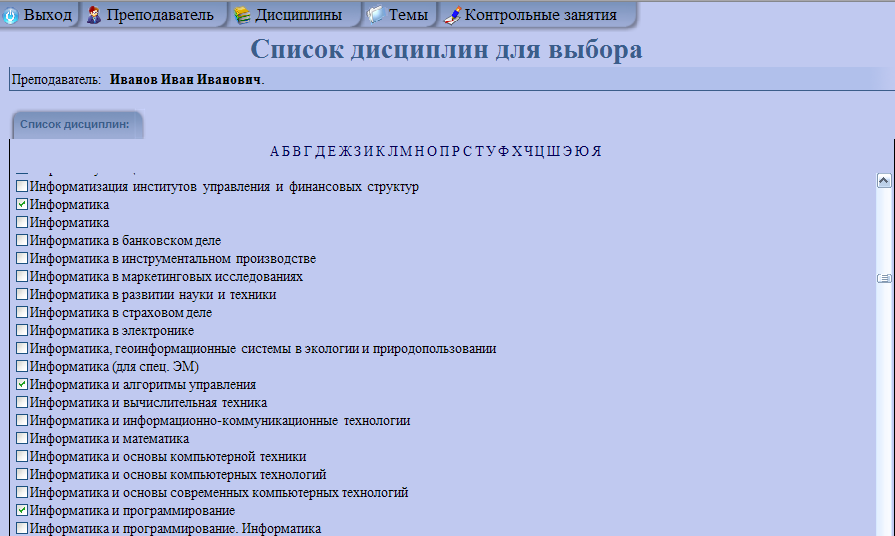 Выход Преподаватель Дисциплины Темы Контрольные занятия
Список дисциплин для выбора
Преподаватель: Иванов Иван Иванович.
Список дисциплин:
А Б В Г Д Е Ж З И К Л М Н О П Р С Т У Ф Х Ч Ц Ш Э Ю Я
Информатизация институтов управления и финансовых структур
Информатика
Информатика
Информатика в банковском деле
Информатика в инструментальном производстве
Информатика в маркетинговых исследованиях
Информатика в развитии науки и техники
Информатика в страховом деле
Информатика в электронике
Информатика, геоинформационные системы в экологии и природопользовании
Информатика (для спец. ЭМ)
Информатика и алгоритмы управления
Информатика и вычислительная техника
Информатика и информационно-коммуникационные технологии
Информатика и математика
Информатика и основы компьютерной техники
Информатика и основы компьютерных технологий
Информатика и основы современных компьютерных технологий
Информатика и программирование
Информатика и программирование. Информатика